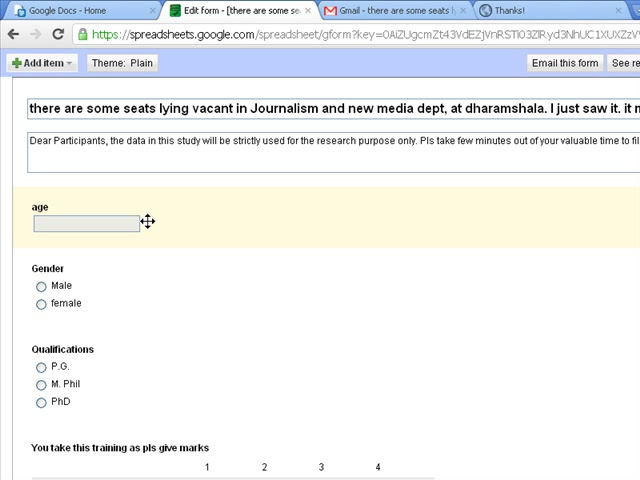 Google Docs - Home
Edit form - [there are some se
Gmail - there are some seats ly
Thanks!
https://spreadsheets.google.com/spreadsheet/gform?key=
Add item
Theme: Plain
Email this form
See re
there are some seats lying vacant in Journalism and new media dept, at dharamshala. I just saw it. it m
Dear Participants, the data in this study will be strictly used for the research purpose only. Pls take few minutes out of your valuable time to fil
age
Gender
Male
female
Qualifications
P.G.
M. Phil
PhD
You take this training as pls give marks
1 2 3 4